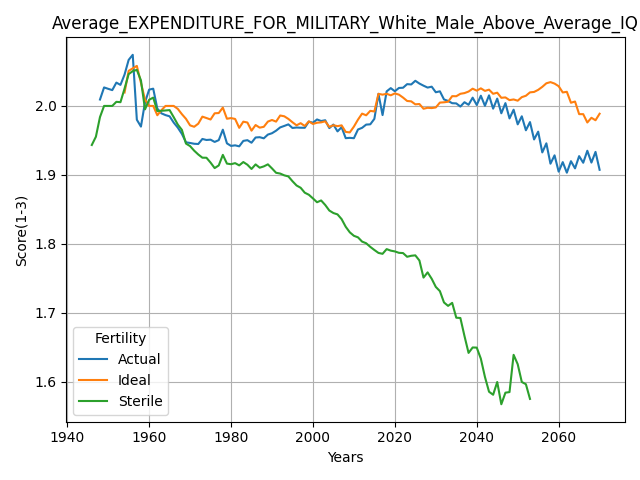 Average_EXPENDITURE_FOR_MILITARY_White_Male_Above_Average_IQ
Score(1-3)
2.0
1.9
1.8
1.7
1.6
Fertility
Actual
Ideal
Sterile
1940 1960 1980 2000 2020 2040 2060
Years